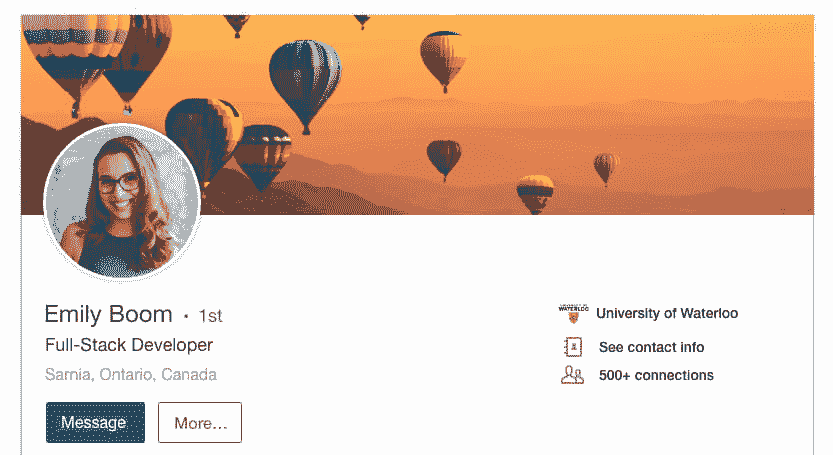 Emily Boom · 1st
Full-Stack Developer
Sarnia, Ontario, Canada
Message
More...
WATERLOO
University of Waterloo
See contact info
500+ connections